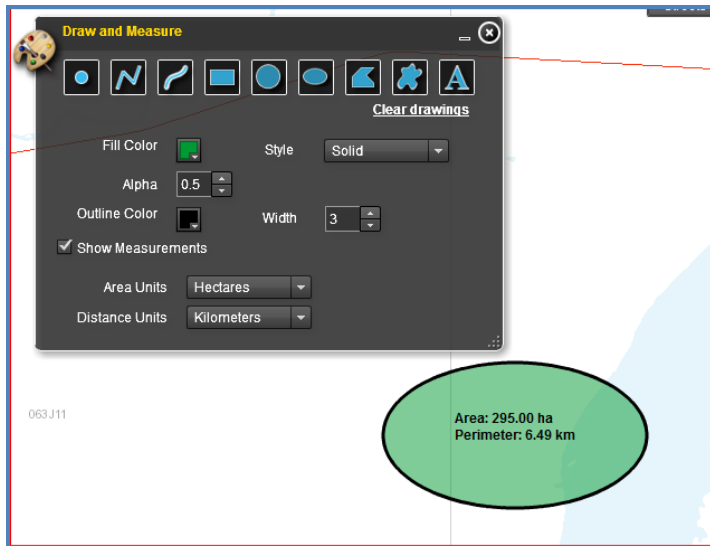 Draw and Measure
A
Clear drawings
Fill Color
Style
Solid
Alpha
0.5
Outline Color
Width
3
Show Measurements
Area Units
Hectares
Distance Units
Kilometers
063J11
Area: 295.00 ha
Perimeter: 6.49 km